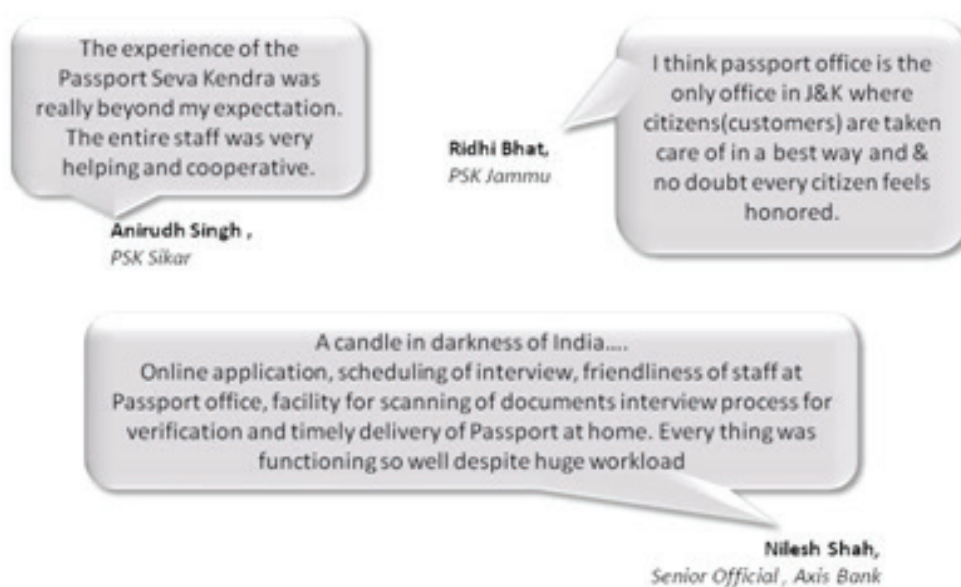 The experience of the
Passport Seva Kendra was
really beyond my expectation.
The entire staff was very
helping and cooperative.
Anirudh Singh ,
PSK Sikar
I think passport office is the
only office in J&K where
citizens(customers) are taken
care of in a best way and &
no doubt every citizen feels
honored.
Ridhi Bhat,
PSK Jammu
A candle in darkness of India....
Online application, scheduling of interview, friendliness of staff at
Passport office, facility for scanning of documents interview process for
verification and timely delivery of Passport at home. Every thing was
functioning so well despite huge workload
Nilesh Shah,
Senior Official , Axis Bank